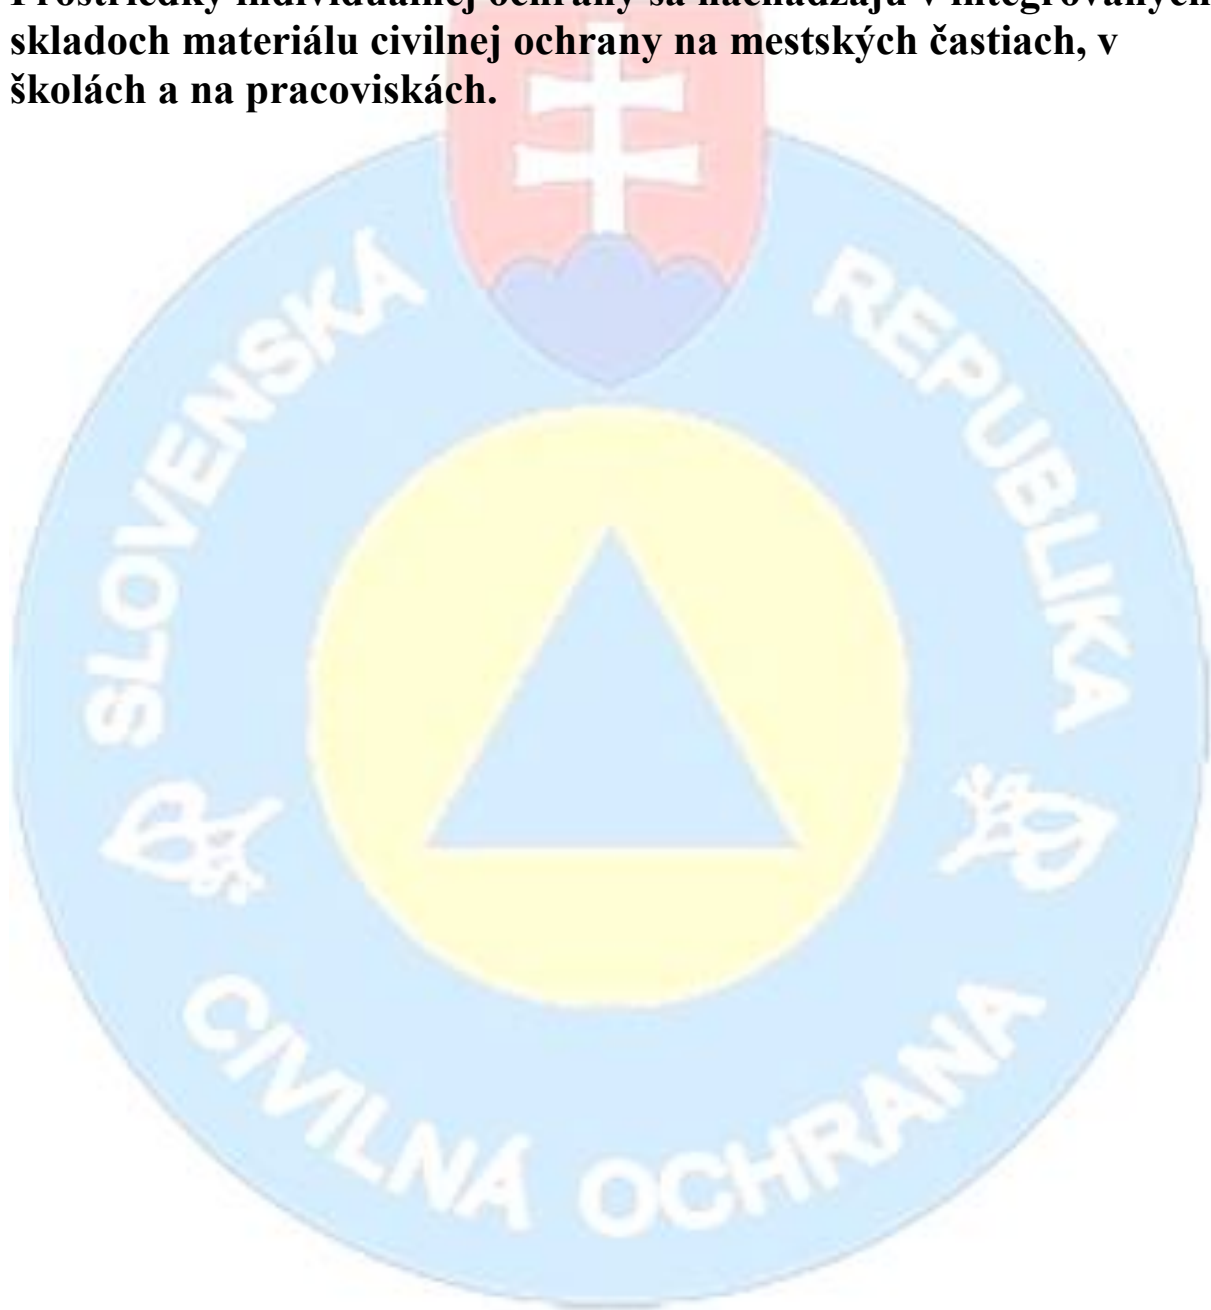 Prostriedky individuálnej ochrany sa nachádzajú v integrovaných
skladoch materiálu civilnej ochrany na mestských častiach, v
školách a na pracoviskách.
SLOVENSKÁ REPUBLIKA
CIVILNÁ OCHRANA